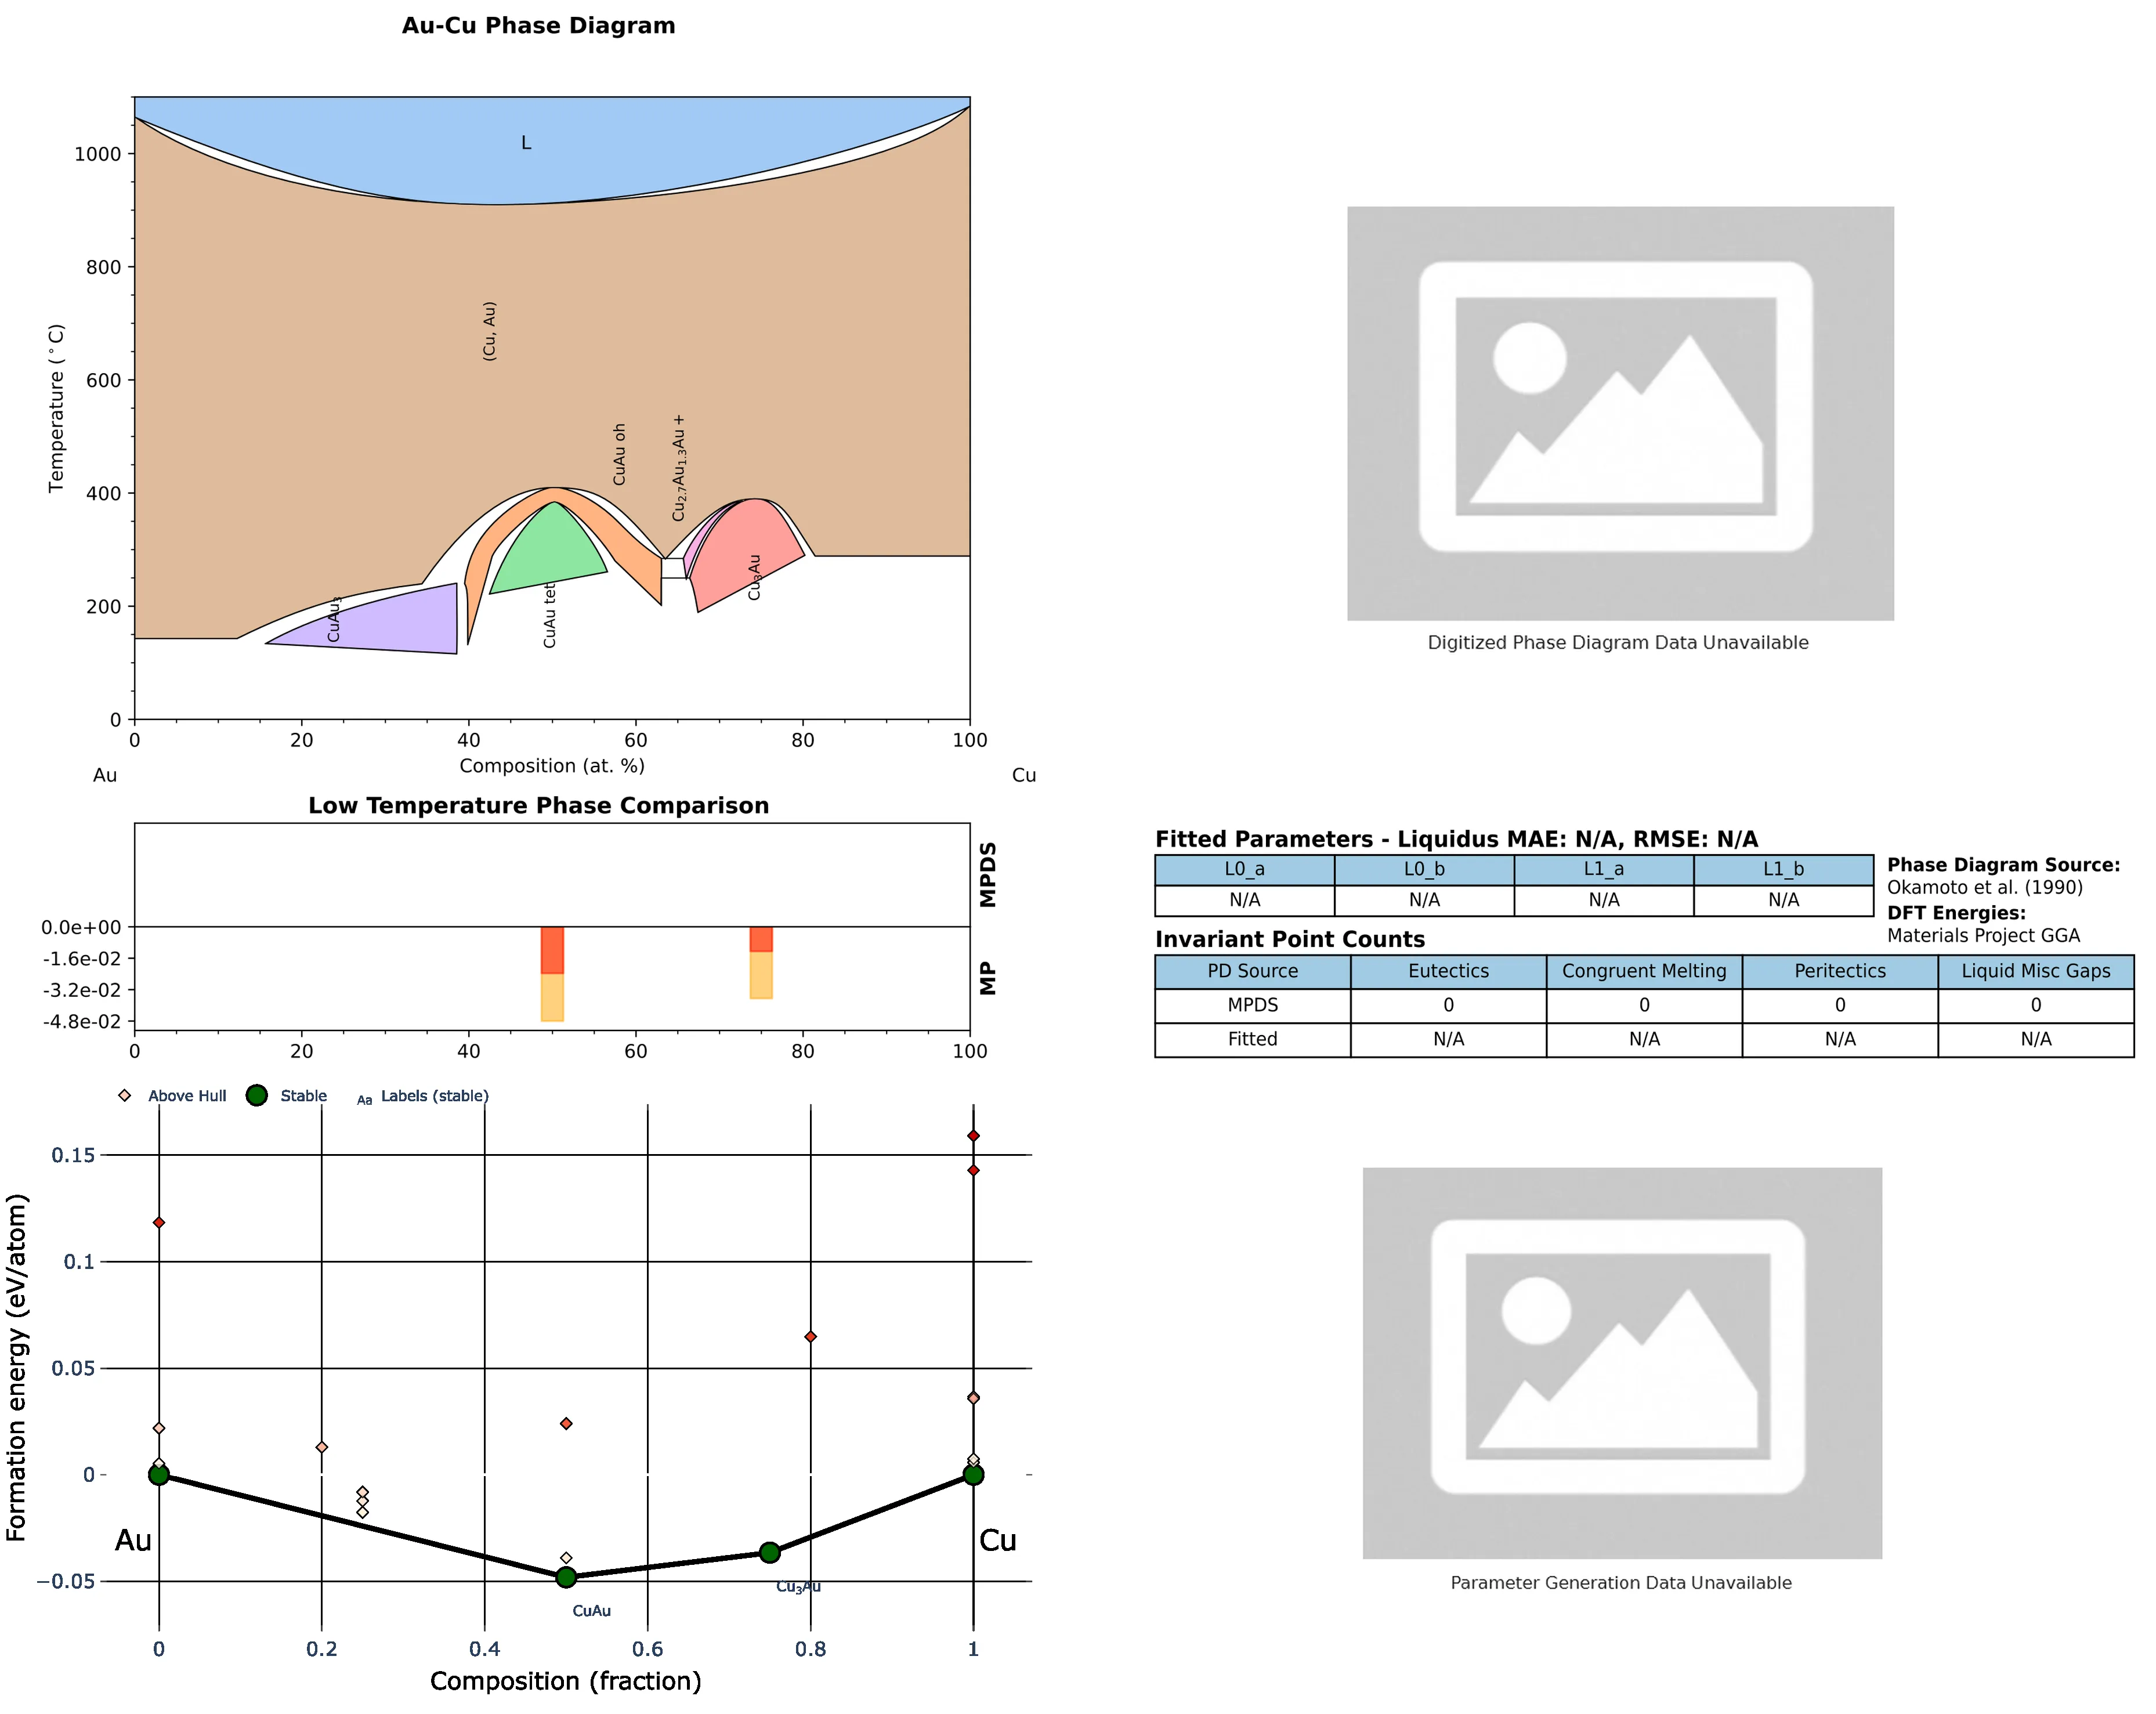 Au-Cu Phase Diagram
Temperature (°C)
1000
800
600
400
200
0
L
(Cu, Au)
CuAu oh
Cu2.7Au1.3Au +
CuAu3
CuAu tet
Cu3Au
0 20 40 60 80 100
Composition (at. %)
Au Cu
Digitized Phase Diagram Data Unavailable
Low Temperature Phase Comparison
MPDS
MP
0.0e+00
-1.6e-02
-3.2e-02
-4.8e-02
0 20 40 60 80 100
Fitted Parameters - Liquidus MAE: N/A, RMSE: N/A
L0_a L0_b L1_a L1_b
N/A N/A N/A N/A
Phase Diagram Source:
Okamoto et al. (1990)
DFT Energies:
Materials Project GGA
Invariant Point Counts
PD Source Eutectics Congruent Melting Peritectics Liquid Misc Gaps
MPDS 0 0 0 0
Fitted N/A N/A N/A N/A
Above Hull Stable Aa Labels (stable)
Formation energy (eV/atom)
0.15
0.1
0.05
0
−0.05
Au Cu
Cu3Au
CuAu
0 0.2 0.4 0.6 0.8 1
Composition (fraction)
Parameter Generation Data Unavailable